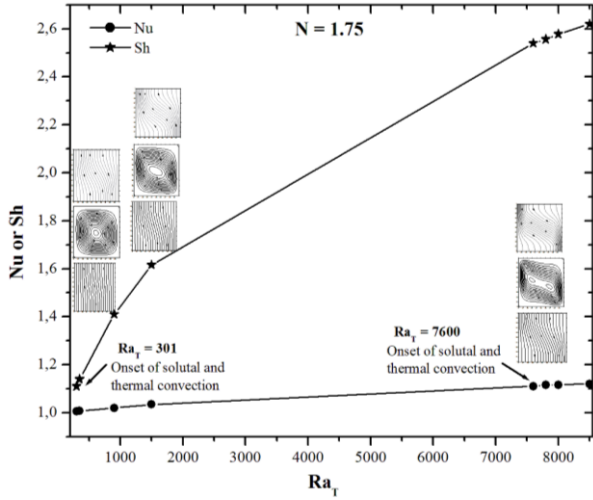 N = 1.75
Nu
Sh
2,6
2,4
2,2
2,0
1,8
1,6
1,4
1,2
1,0
Nu or Sh
Ra_T = 301
Onset of solutal and
thermal convection
Ra_T = 7600
Onset of solutal and
thermal convection
1000
2000
3000
4000
5000
6000
7000
8000
Ra_T